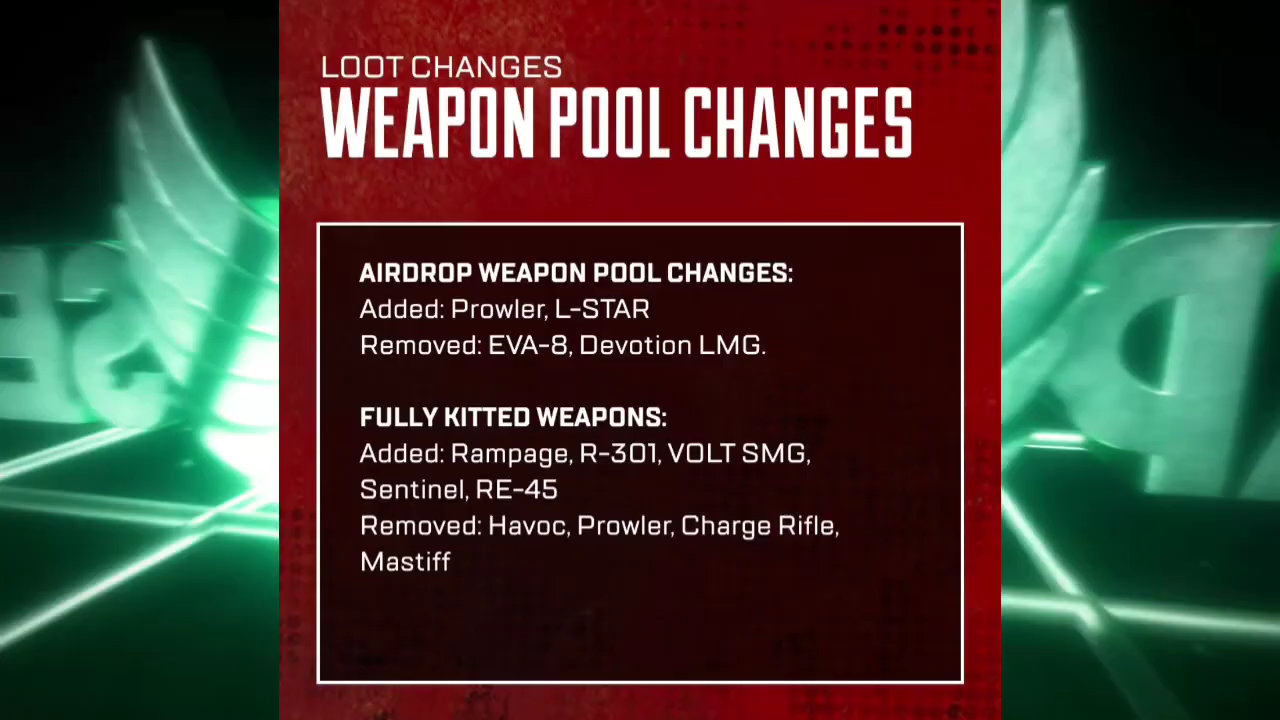 LOOT CHANGES
WEAPON POOL CHANGES
AIRDROP WEAPON POOL CHANGES:
Added: Prowler, L-STAR
Removed: EVA-8, Devotion LMG.
FULLY KITTED WEAPONS:
Added: Rampage, R-301, VOLT SMG,
Sentinel, RE-45
Removed: Havoc, Prowler, Charge Rifle,
Mastiff